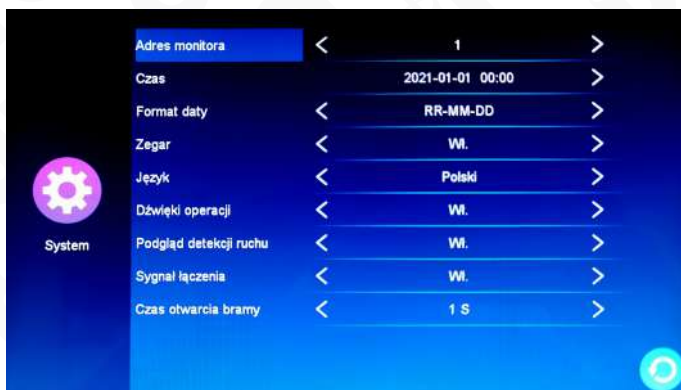 Adres monitora 1
Czas 2021-01-01 00:00
Format daty RR-MM-DD
Zegar Wł.
Język Polski
Dźwięki operacji Wł.
System
Podgląd detekcji ruchu Wł.
Sygnał łączenia Wł.
Czas otwarcia bramy 1 S